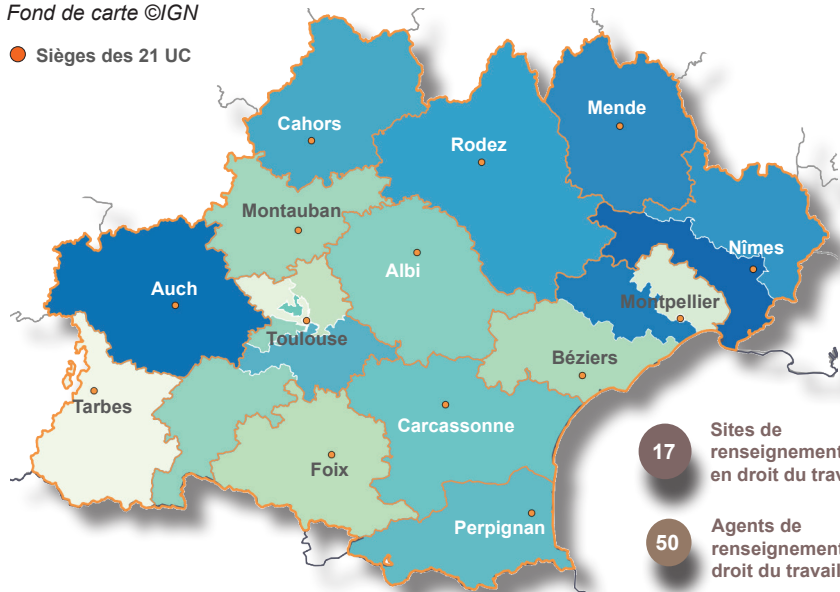 Fond de carte ©IGN
Sièges des 21 UC
Mende
Cahors
Rodez
Montauban
Nîmes
Albi
Auch
Montpellier
Toulouse
Béziers
Tarbes
Carcassonne
Foix
Perpignan
17
Sites de
renseignement
en droit du trav
50
Agents de
renseignement
droit du travail